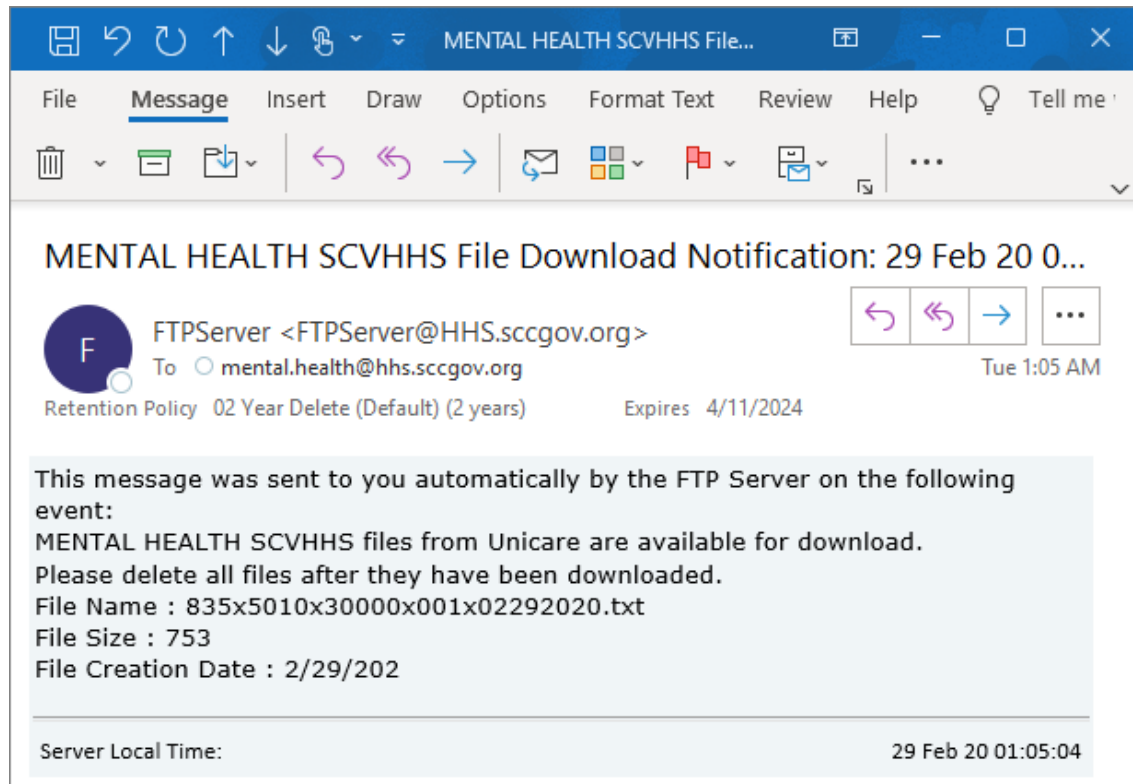 MENTAL HEALTH SCVHHS File...
File Message Insert Draw Options Format Text Review Help Tell me
...
MENTAL HEALTH SCVHHS File Download Notification: 29 Feb 20 0...
F
FTPServer <FTPServer@HHS.sccgov.org>
To mental.health@hhs.sccgov.org
Tue 1:05 AM
Retention Policy 02 Year Delete (Default) (2 years) Expires 4/11/2024
This message was sent to you automatically by the FTP Server on the following
event:
MENTAL HEALTH SCVHHS files from Unicare are available for download.
Please delete all files after they have been downloaded.
File Name : 835x5010x30000x001x02292020.txt
File Size : 753
File Creation Date : 2/29/202
Server Local Time: 29 Feb 20 01:05:04